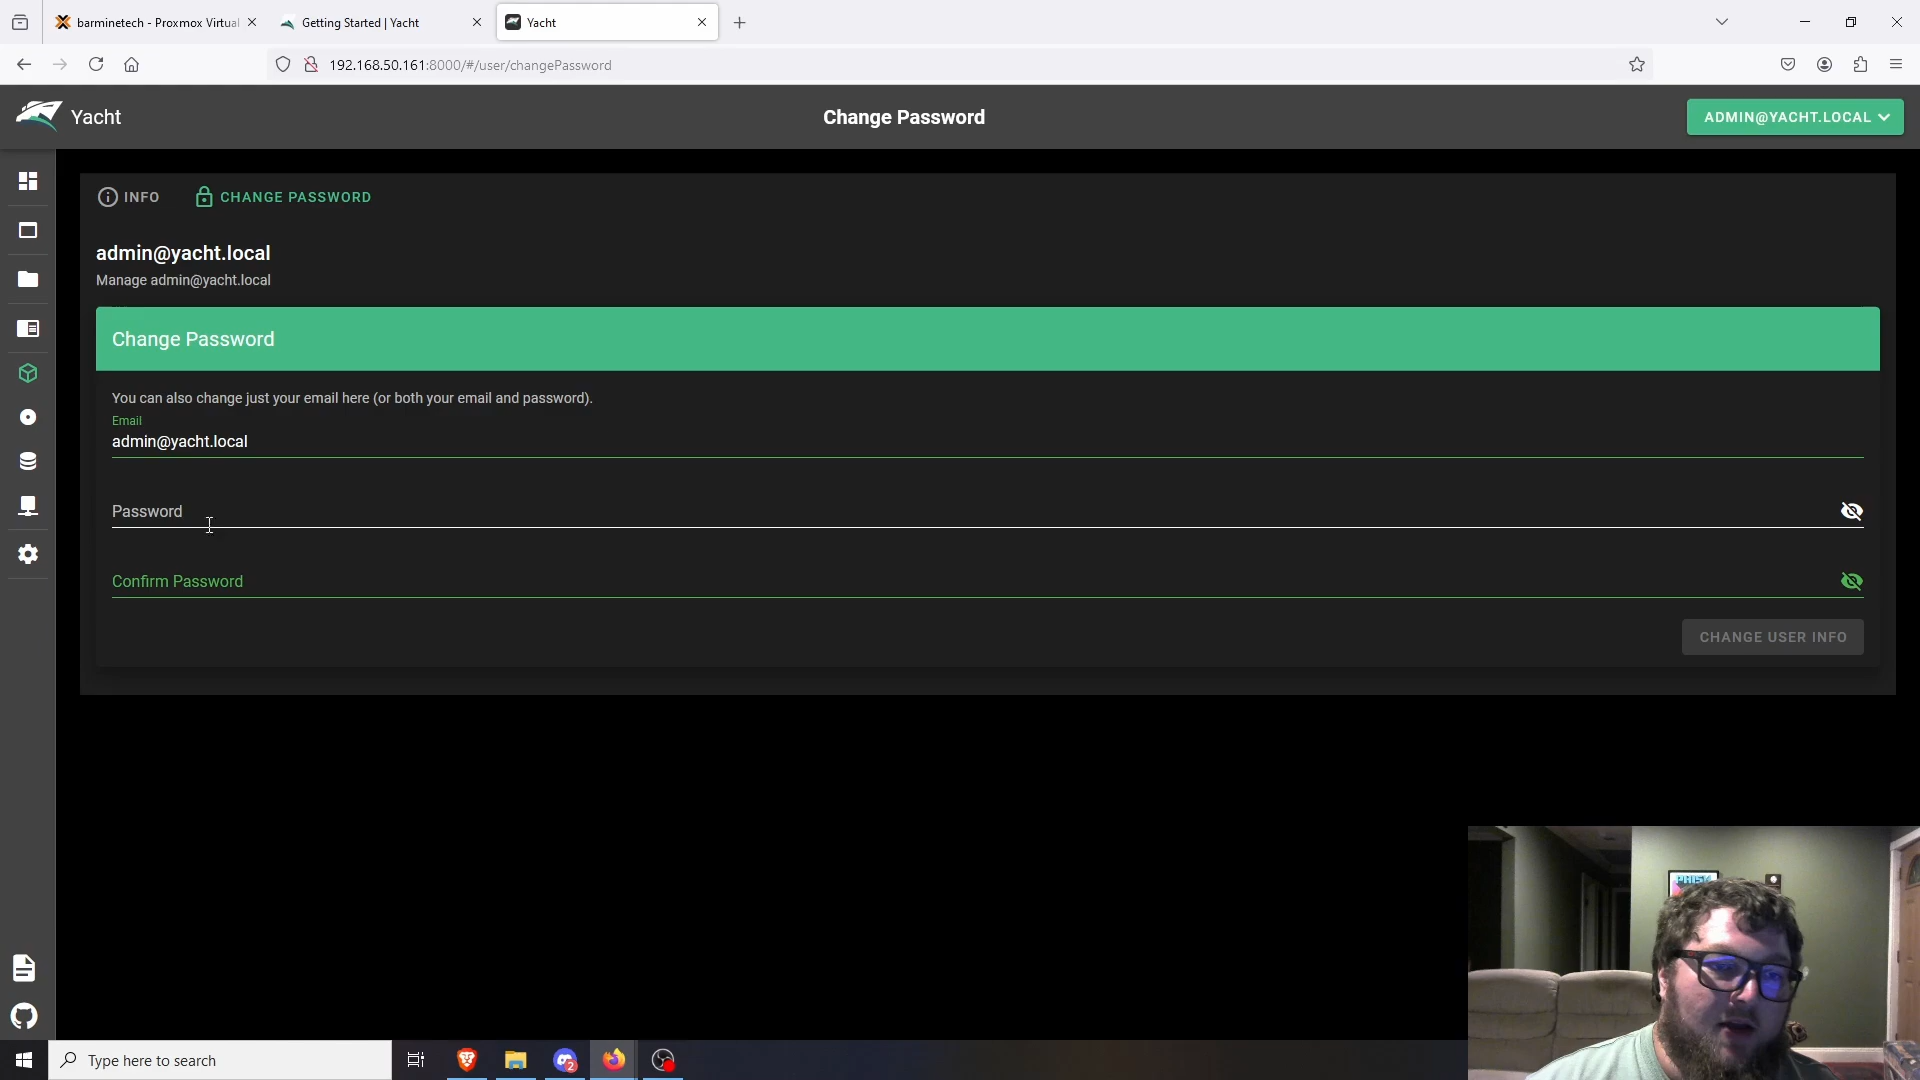 barminetech - Proxmox Virtual
Getting Started | Yacht
Yacht
192.168.50.161:8000/#/user/changePassword
Yacht
Change Password
ADMIN@YACHT.LOCAL
INFO
CHANGE PASSWORD
admin@yacht.local
Manage admin@yacht.local
Change Password
You can also change just your email here (or both your email and password).
Email
admin@yacht.local
Password
Confirm Password
CHANGE USER INFO
PHISH
Type here to search
2